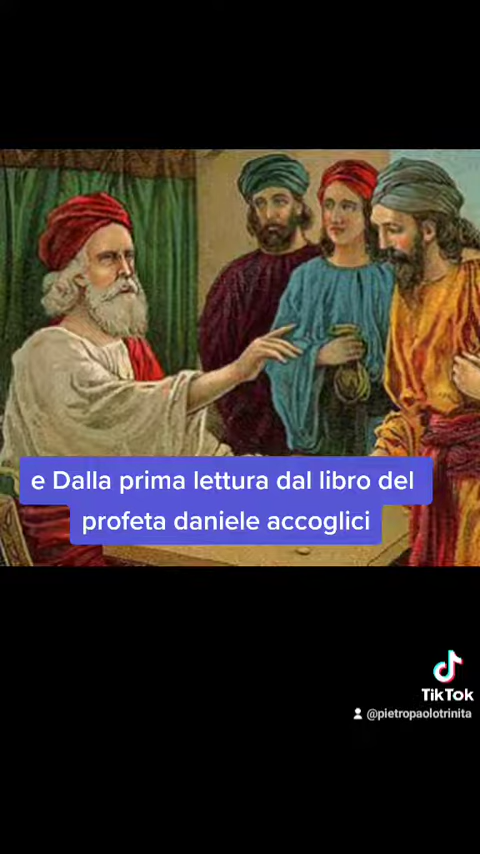 e Dalla prima lettura dal libro del
profeta daniele accoglici
TikTok
@pietropaolotrinita